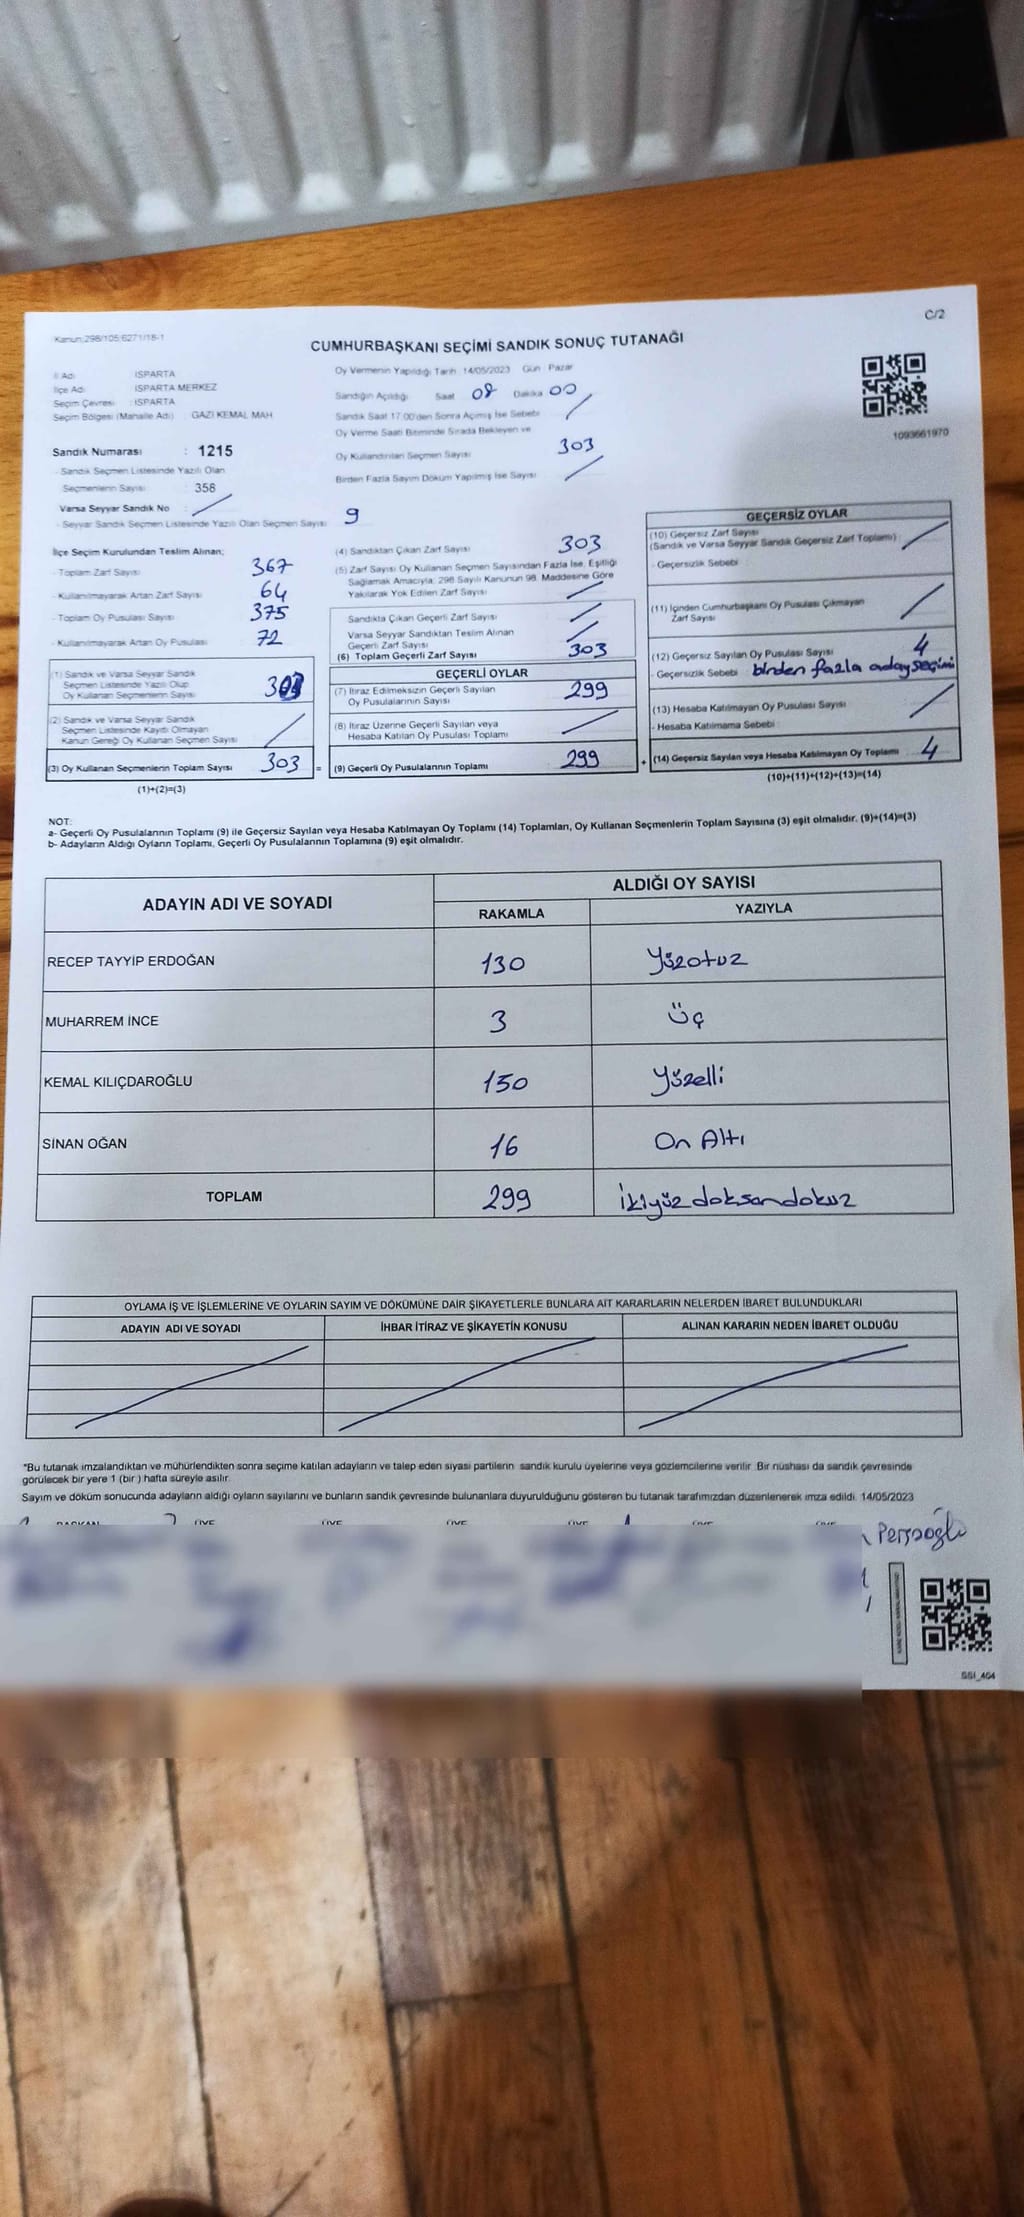 Kanun:298/105;6271/18-1
C/2
CUMHURBAŞKANI SEÇİMİ SANDIK SONUÇ TUTANAĞI
İl Adı : ISPARTA
İlçe Adı : ISPARTA MERKEZ
Seçim Çevresi : ISPARTA
Seçim Bölgesi (Mahalle Adı) : GAZİ KEMAL MAH.
Sandık Numarası : 1215
- Sandık Seçmen Listesinde Yazılı Olan
Seçmenlerin Sayısı : 358
Varsa Seyyar Sandık No
- Seyyar Sandık Seçmen Listesinde Yazılı Olan Seçmen Sayısı : 9
Oy Vermenin Yapıldığı Tarih : 14/05/2023 Gün : Pazar
Sandığın Açıldığı Saat 08 Dakika 00
Sandık Saat 17.00'den Sonra Açılmış İse Sebebi :
Oy Verme Saati Bitiminde Sırada Bekleyen ve
Oy Kullandırılan Seçmen Sayısı : 303
Birden Fazla Sayım Döküm Yapılmış İse Sayısı :
1093661970
İlçe Seçim Kurulundan Teslim Alınan;
- Toplam Zarf Sayısı : 367
- Kullanılmayarak Artan Zarf Sayısı : 64
- Toplam Oy Pusulası Sayısı : 375
- Kullanılmayarak Artan Oy Pusulası : 72
(1) Sandık ve Varsa Seyyar Sandık
Seçmen Listesinde Yazılı Olup
Oy Kullanan Seçmenlerin Sayısı 303
(2) Sandık ve Varsa Seyyar Sandık
Seçmen Listesinde Kayıtlı Olmayan
Kanun Gereği Oy Kullanan Seçmen Sayısı
(3) Oy Kullanan Seçmenlerin Toplam Sayısı 303 =
(1)+(2)=(3)
(4) Sandıktan Çıkan Zarf Sayısı : 303
(5) Zarf Sayısı Oy Kullanan Seçmen Sayısından Fazla İse, Eşitliği
Sağlamak Amacıyla; 298 Sayılı Kanunun 98. Maddesine Göre
Yakılarak Yok Edilen Zarf Sayısı
Sandıkta Çıkan Geçerli Zarf Sayısı
Varsa Seyyar Sandıktan Teslim Alınan
Geçerli Zarf Sayısı
(6) Toplam Geçerli Zarf Sayısı : 303
GEÇERLİ OYLAR
(7) İtiraz Edilmeksizin Geçerli Sayılan
Oy Pusulalarının Sayısı : 299
(8) İtiraz Üzerine Geçerli Sayılan veya
Hesaba Katılan Oy Pusulası Toplamı
(9) Geçerli Oy Pusulalarının Toplamı 299 +
GEÇERSİZ OYLAR
(10) Geçersiz Zarf Sayısı
(Sandık ve Varsa Seyyar Sandık Geçersiz Zarf Toplamı)
- Geçersizlik Sebebi :
(11) İçinden Cumhurbaşkanı Oy Pusulası Çıkmayan
Zarf Sayısı
(12) Geçersiz Sayılan Oy Pusulası Sayısı : 4
- Geçersizlik Sebebi : birden fazla aday seçimi
(13) Hesaba Katılmayan Oy Pusulası Sayısı
- Hesaba Katılmama Sebebi :
(14) Geçersiz Sayılan veya Hesaba Katılmayan Oy Toplamı : 4
(10)+(11)+(12)+(13)=(14)
NOT:
a- Geçerli Oy Pusulalarının Toplamı (9) ile Geçersiz Sayılan veya Hesaba Katılmayan Oy Toplamı (14) Toplamları, Oy Kullanan Seçmenlerin Toplam Sayısına (3) eşit olmalıdır. (9)+(14)=(3)
b- Adayların Aldığı Oyların Toplamı, Geçerli Oy Pusulalarının Toplamına (9) eşit olmalıdır.
ADAYIN ADI VE SOYADI
ALDIĞI OY SAYISI
RAKAMLA YAZIYLA
RECEP TAYYİP ERDOĞAN 130 Yüzotuz
MUHARREM İNCE 3 Üç
KEMAL KILIÇDAROĞLU 150 Yüzelli
SİNAN OĞAN 16 On Altı
TOPLAM 299 İkiyüz doksandokuz
OYLAMA İŞ VE İŞLEMLERİNE VE OYLARIN SAYIM VE DÖKÜMÜNE DAİR ŞİKAYETLERLE BUNLARA AİT KARARLARIN NELERDEN İBARET BULUNDUKLARI
ADAYIN ADI VE SOYADI İHBAR İTİRAZ VE ŞİKAYETİN KONUSU ALINAN KARARIN NEDEN İBARET OLDUĞU
*Bu tutanak imzalandıktan ve mühürlendikten sonra seçime katılan adayların ve talep eden siyasi partilerin sandık kurulu üyelerine veya gözlemcilerine verilir. Bir nüshası da sandık çevresinde
görülecek bir yere 1 (bir ) hafta süreyle asılır.
Sayım ve döküm sonucunda adayların aldığı oyların sayılarını ve bunların sandık çevresinde bulunanlara duyurulduğunu gösteren bu tutanak tarafımızdan düzenlenerek imza edildi. 14/05/2023
BAŞKAN ÜYE ÜYE ÜYE ÜYE ÜYE ÜYE
SSI_404